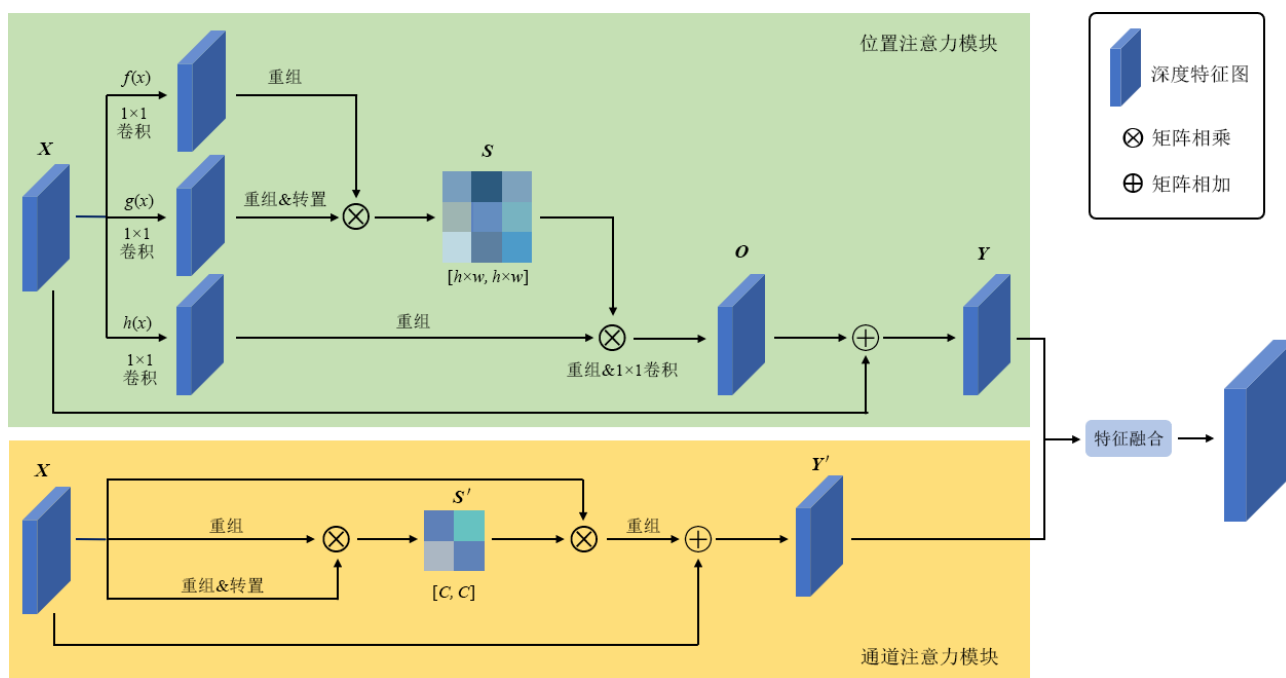 位置注意力模块
f(x)
1×1
卷积
重组
X
g(x)
1×1
卷积
重组&转置
S
[h×w, h×w]
h(x)
1×1
卷积
重组
重组&1×1卷积
O
Y
深度特征图
矩阵相乘
矩阵相加
特征融合
X
重组
重组&转置
S′
[C, C]
重组
Y′
通道注意力模块